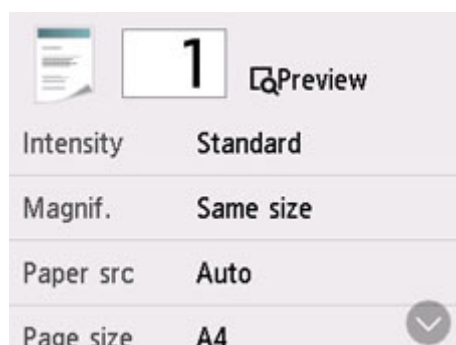 1 Preview
Intensity Standard
Magnif. Same size
Paper src Auto
Page size A4